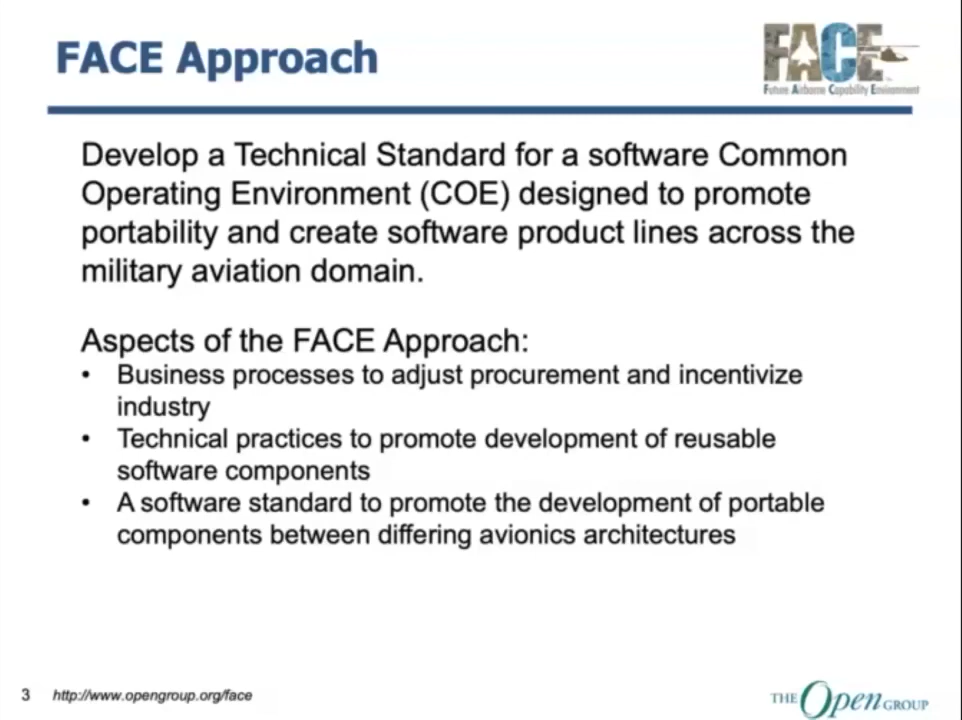 FACE Approach
FACE
Future Airborne Capability Environment
Develop a Technical Standard for a software Common
Operating Environment (COE) designed to promote
portability and create software product lines across the
military aviation domain.
Aspects of the FACE Approach:
• Business processes to adjust procurement and incentivize
industry
• Technical practices to promote development of reusable
software components
• A software standard to promote the development of portable
components between differing avionics architectures
3 http://www.opengroup.org/face
THE Open GROUP